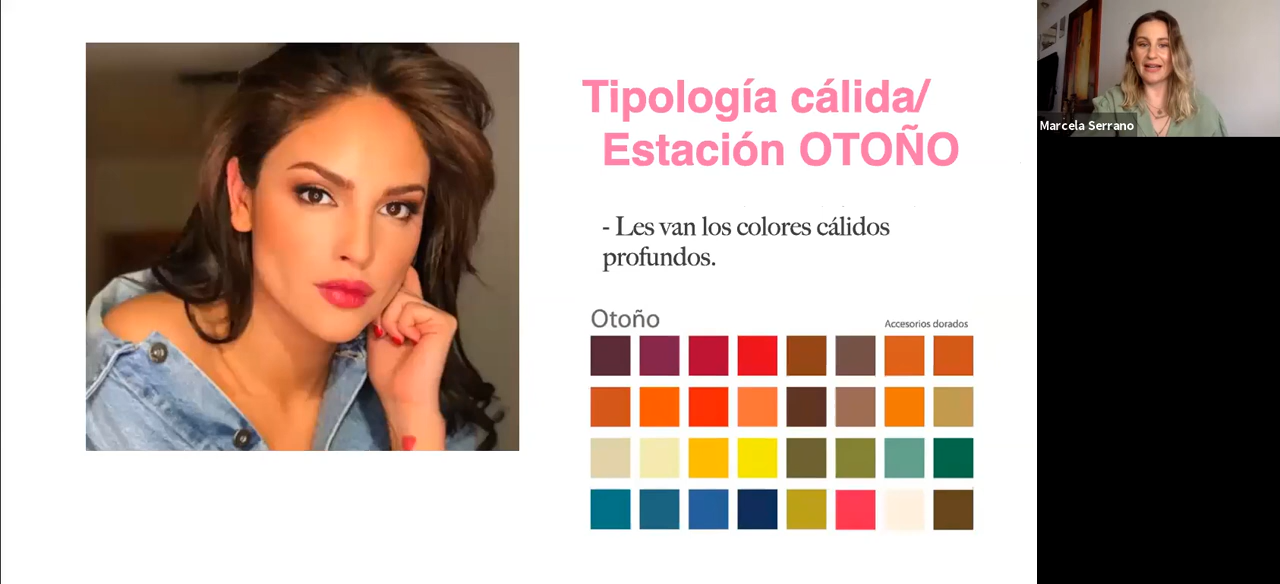 Tipología cálida/
Estación OTOÑO
- Les van los colores cálidos
profundos.
Otoño
Accesorios dorados
Marcela Serrano